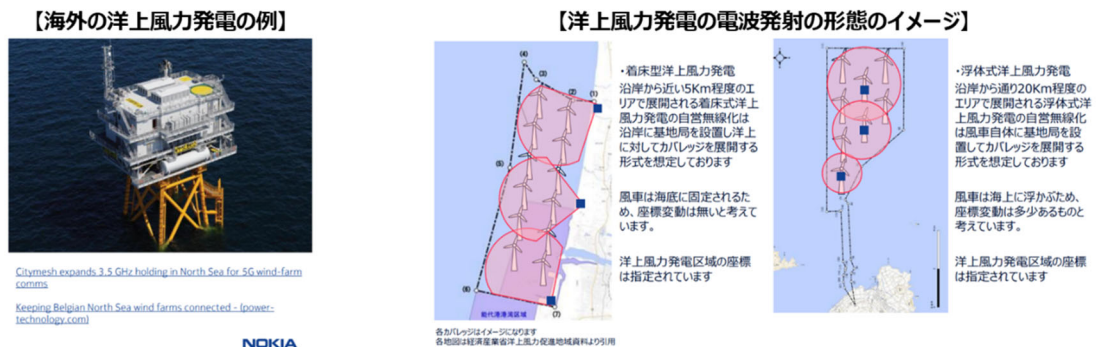 【海外の洋上風力発電の例】
Citymesh expands 3.5 GHz holding in North Sea for 5G wind-farm
comms
Keeping Belgian North Sea wind farms connected - (power-
technology.com)
NOKIA
【洋上風力発電の電波発射の形態のイメージ】
(4)
(3)
(2)
(1)
(5)
(6)
(7)
能代港港湾区域
・着床型洋上風力発電
沿岸から近い5Km程度のエ
リアで展開される着床式洋上
風力発電の自営無線化は
沿岸に基地局を設置し洋上
に対してカバレッジを展開する
形式を想定しております
風車は海底に固定されるた
め、座標変動は無いと考えて
います。
洋上風力発電区域の座標
は指定されています
各カバレッジはイメージになります
各地図は経済産業省洋上風力促進地域資料より引用
・浮体式洋上風力発電
沿岸から通り20Km程度の
エリアで展開される浮体式洋
上風力発電の自営無線化
は風車自体に基地局を設
置してカバレッジを展開する
形式を想定しております
風車は海上に浮かぶため、
座標変動は多少あるものと
考えています。
洋上風力発電区域の座標
は指定されています